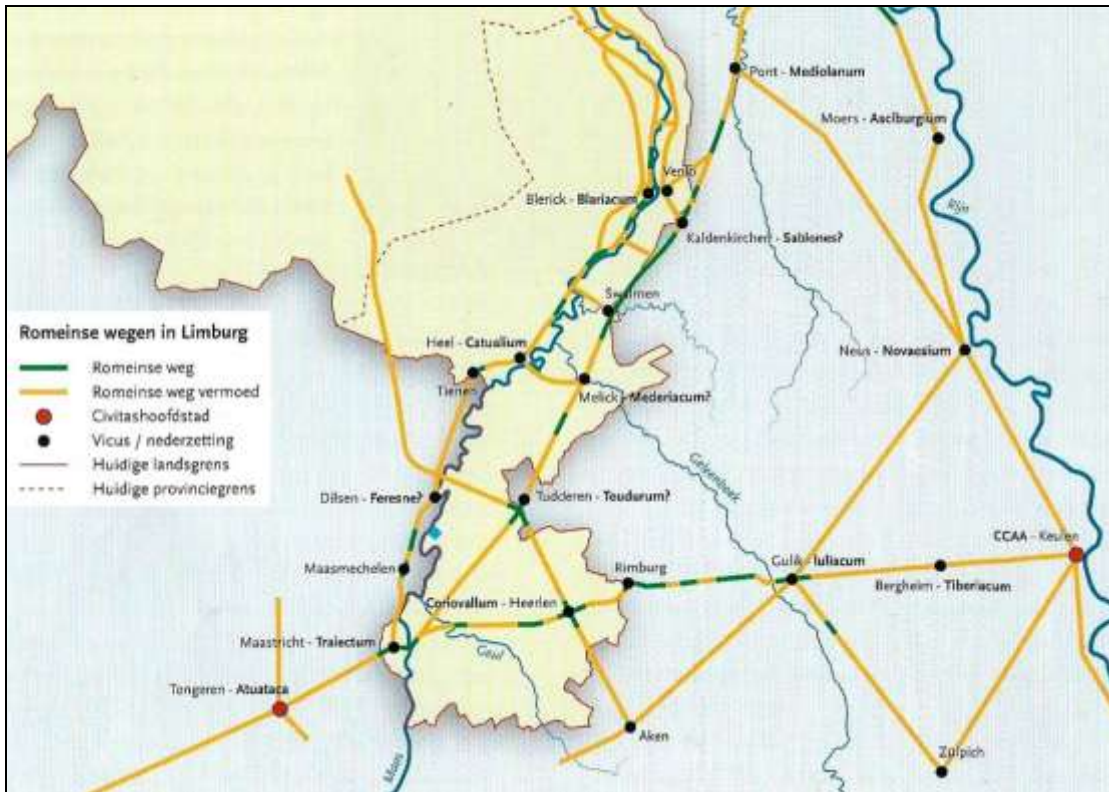 Pont - Mediolanum
Moers - Asciburgium
Rijn
Venlo
Blerick - Blariacum
Kaldenkirchen - Sablones?
Swalmen
Romeinse wegen in Limburg
Romeinse weg
Romeinse weg vermoed
Civitashoofdstad
Vicus / nederzetting
Huidige landsgrens
Huidige provinciegrens
Heel - Catualium
Neus - Novaesium
Tienen
Melick - Mederiacum?
Geleenbeek
Dilsen - Feresne?
Tudderen - Teudurum?
CCAA - Keulen
Maasmechelen
Rimburg
Gulik - Iuliacum
Bergheim - Tiberiacum
Coriovallum - Heerlen
Maastricht - Traiectum
Geul
Tongeren - Atuataca
Aken
Zülpich
Maas